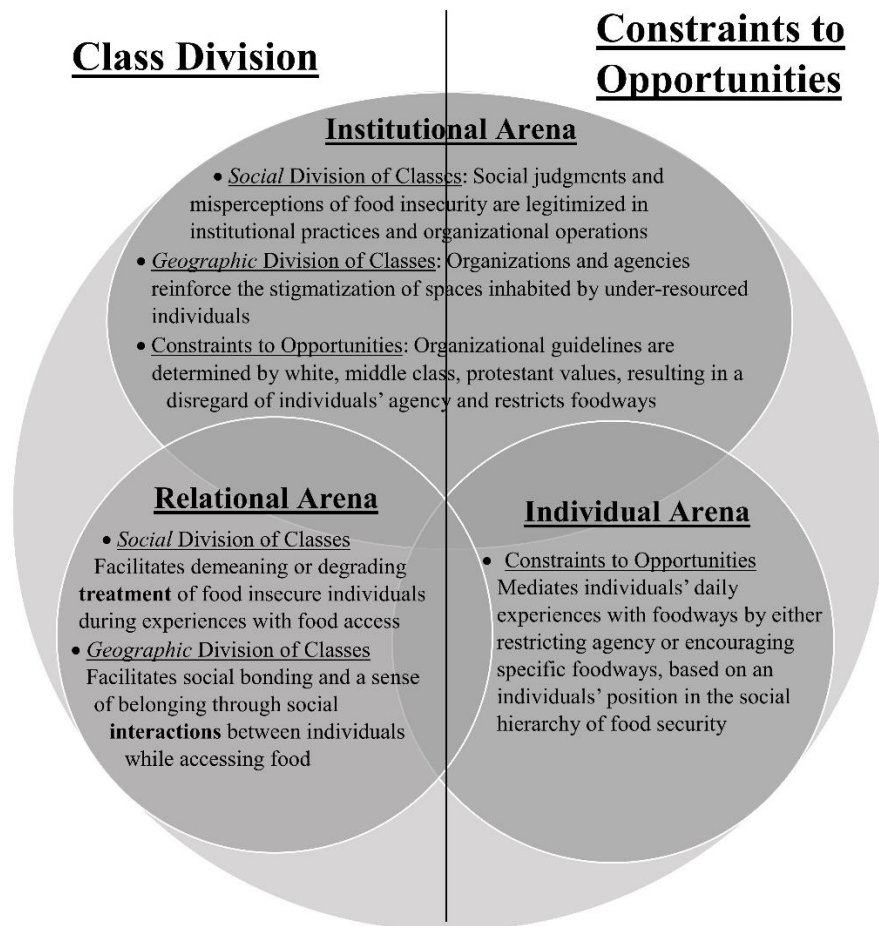 Class Division
Constraints to
Opportunities
Institutional Arena
• Social Division of Classes: Social judgments and
misperceptions of food insecurity are legitimized in
institutional practices and organizational operations
• Geographic Division of Classes: Organizations and agencies
reinforce the stigmatization of spaces inhabited by under-resourced
individuals
• Constraints to Opportunities: Organizational guidelines are
determined by white, middle class, protestant values, resulting in a
disregard of individuals’ agency and restricts foodways
Relational Arena
• Social Division of Classes
Facilitates demeaning or degrading
treatment of food insecure individuals
during experiences with food access
• Geographic Division of Classes
Facilitates social bonding and a sense
of belonging through social
interactions between individuals
while accessing food
Individual Arena
• Constraints to Opportunities
Mediates individuals’ daily
experiences with foodways by either
restricting agency or encouraging
specific foodways, based on an
individuals’ position in the social
hierarchy of food security